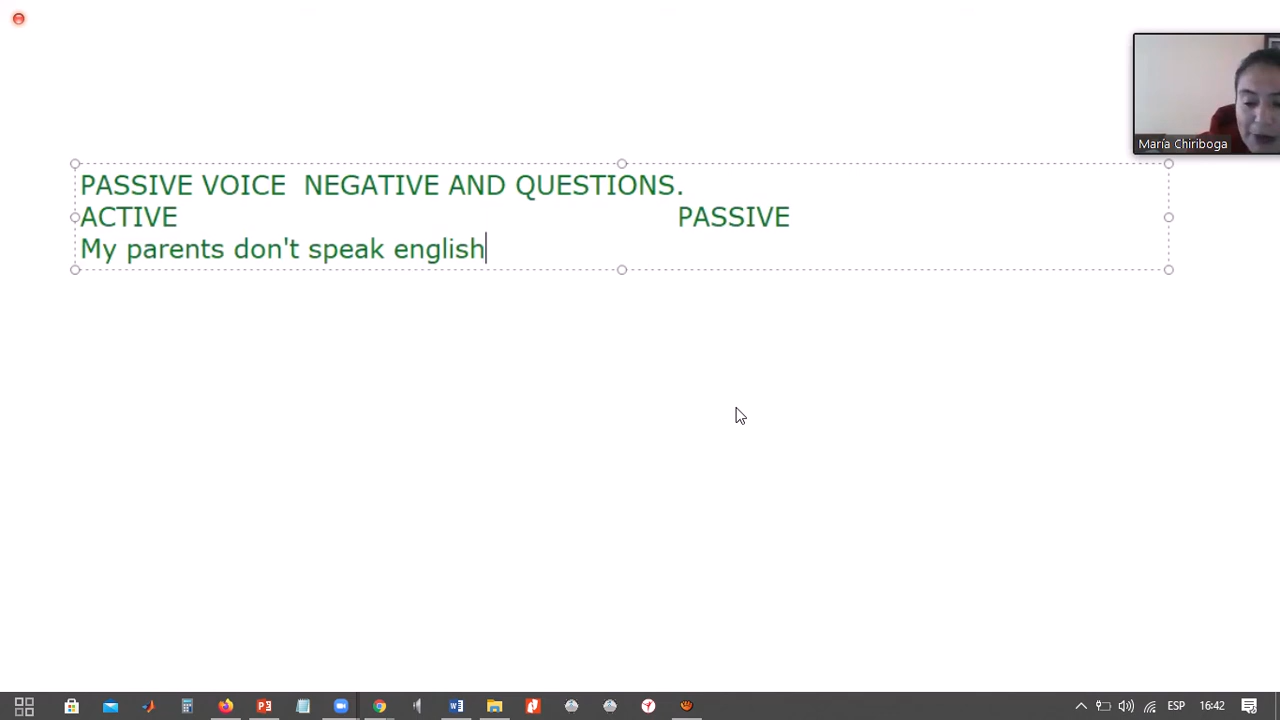 María Chiriboga
PASSIVE VOICE  NEGATIVE AND QUESTIONS.
ACTIVE PASSIVE
My parents don't speak english
ESP 16:42